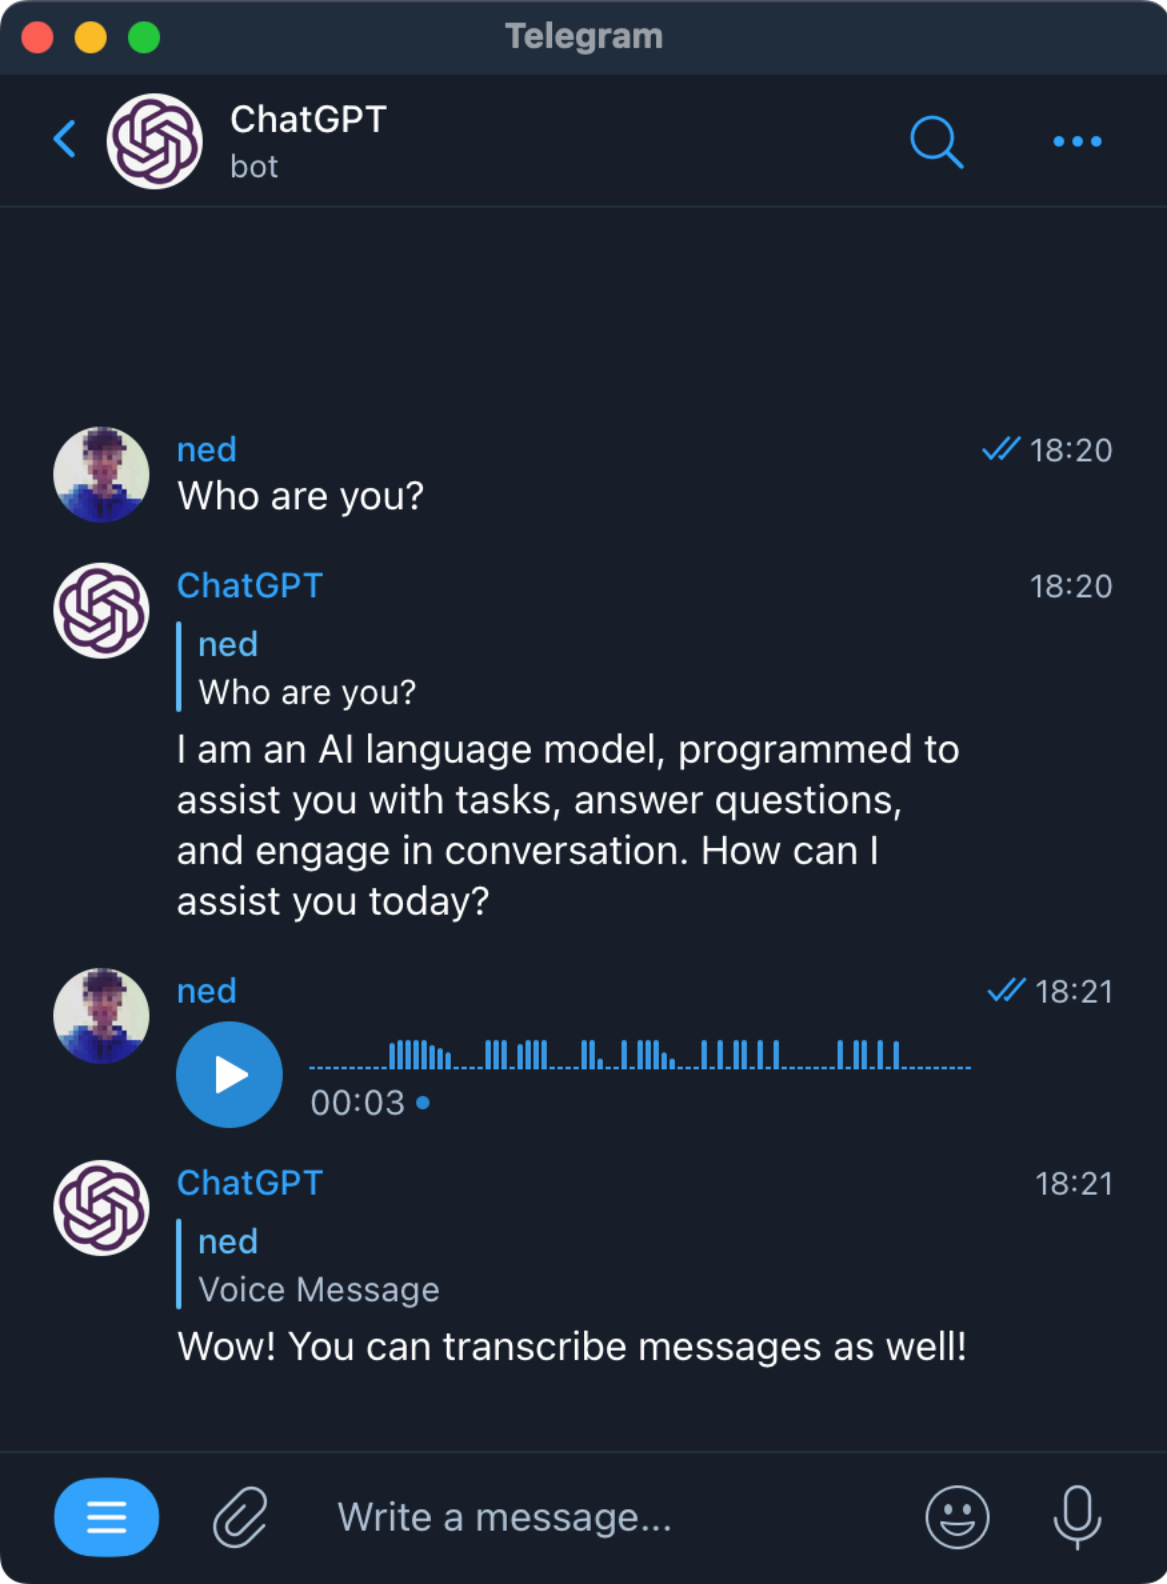 Telegram
ChatGPT
bot
ned
18:20
Who are you?
ChatGPT
18:20
ned
Who are you?
I am an AI language model, programmed to
assist you with tasks, answer questions,
and engage in conversation. How can I
assist you today?
ned
18:21
00:03
ChatGPT
18:21
ned
Voice Message
Wow! You can transcribe messages as well!
Write a message...